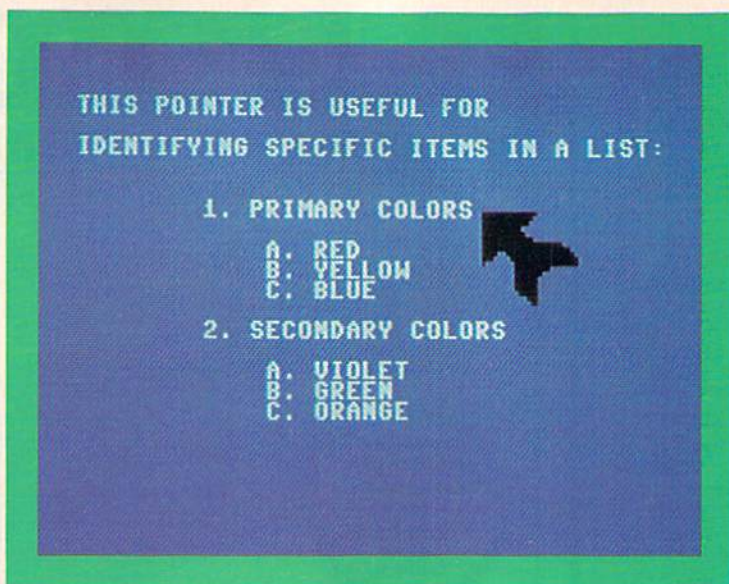 THIS POINTER IS USEFUL FOR
IDENTIFYING SPECIFIC ITEMS IN A LIST:
1. PRIMARY COLORS
A. RED
B. YELLOW
C. BLUE
2. SECONDARY COLORS
A. VIOLET
B. GREEN
C. ORANGE